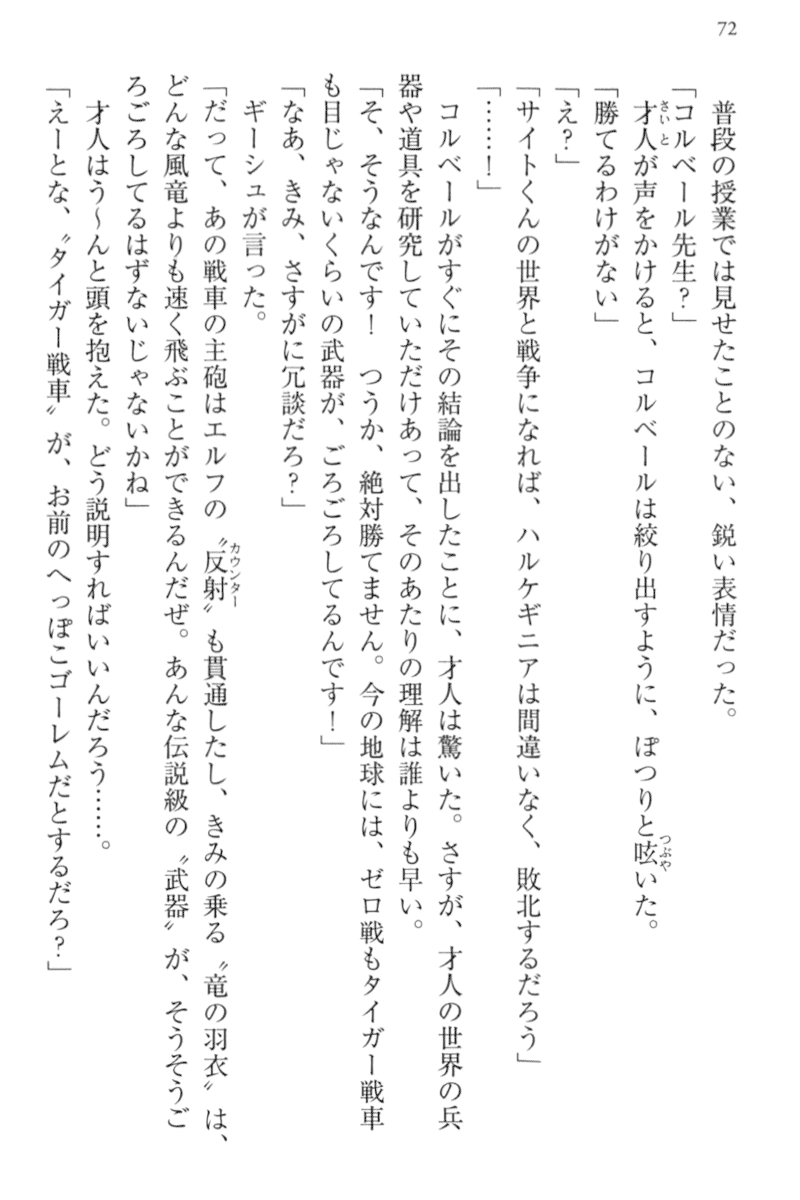 72
普段の授業では見せたことのない、鋭い表情だった。
「コルベール先生？」
才人が声をかけると、コルベールは絞り出すように、ぽつりと呟いた。
「勝てるわけがない」
「え？」
「サイトくんの世界と戦争になれば、ハルケギニアは間違いなく、敗北するだろう」
「……！」
コルベールがすぐにその結論を出したことに、才人は驚いた。さすが、才人の世界の兵
器や道具を研究していただけあって、そのあたりの理解は誰よりも早い。
「そ、そうなんです！　つうか、絶対勝てません。今の地球には、ゼロ戦もタイガー戦車
も目じゃないくらいの武器が、ごろごろしてるんです！」
「なあ、きみ、さすがに冗談だろ？」
ギーシュが言った。
「だって、あの戦車の主砲はエルフの〝反射〟も貫通したし、きみの乗る〝竜の羽衣〟は、
どんな風竜よりも速く飛ぶことができるんだぜ。あんな伝説級の〝武器〟が、そうそうご
ろごろしてるはずないじゃないかね」
才人はう～んと頭を抱えた。どう説明すればいいんだろう……。
「えーとな、〝タイガー戦車〟が、お前のへっぽこゴーレムだとするだろ？」